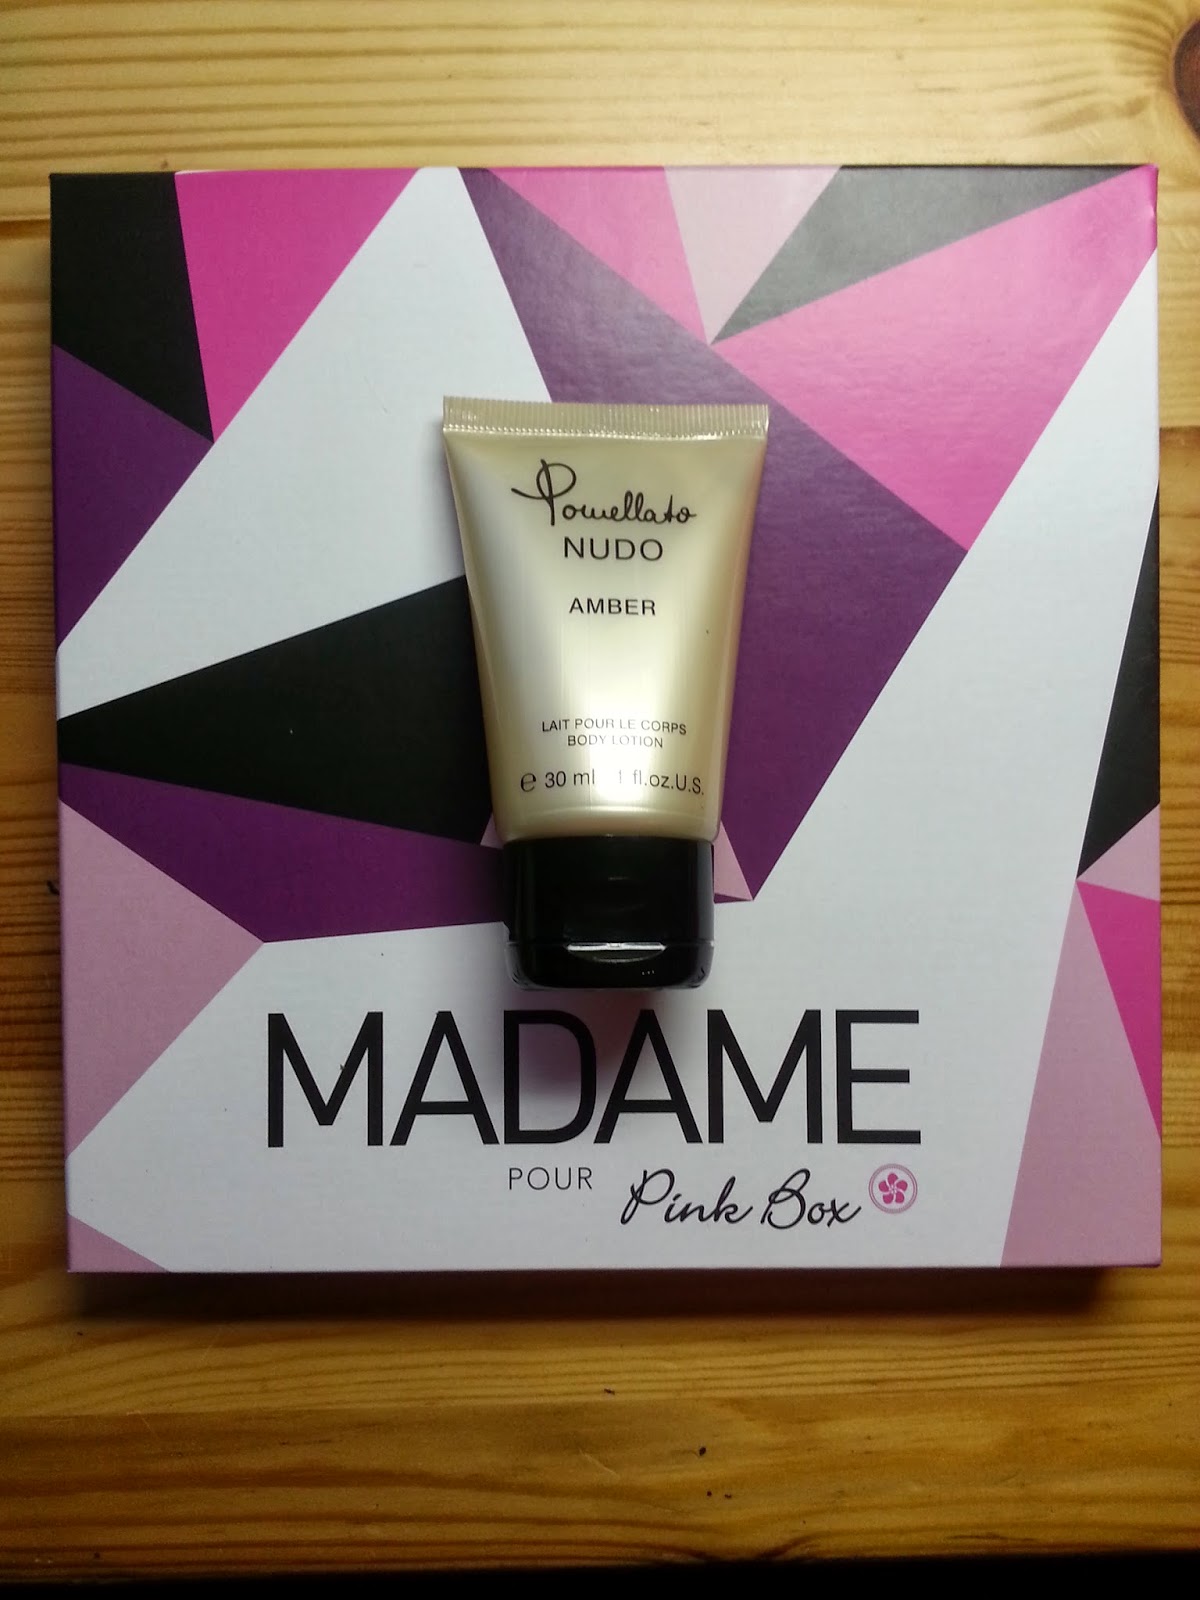 Pomellato
NUDO
AMBER
LAIT POUR LE CORPS
BODY LOTION
℮ 30 ml 1 fl.oz.U.S.
MADAME
POUR Pink Box